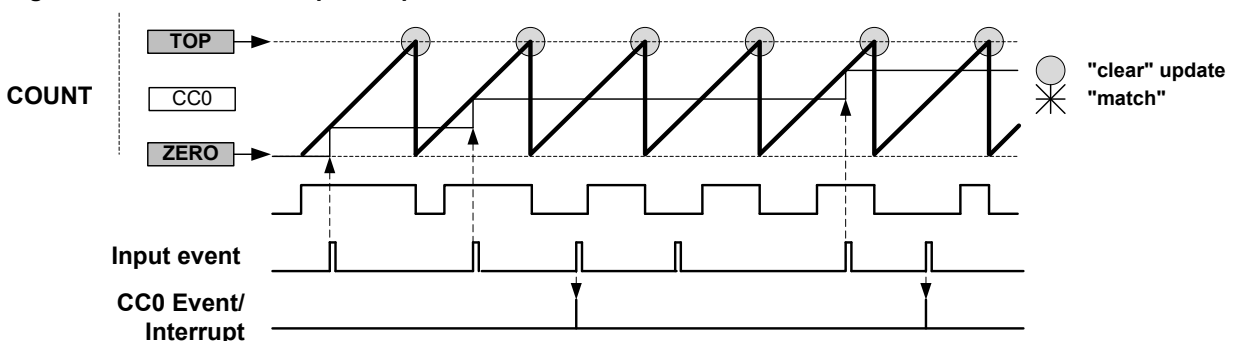 TOP
COUNT
CC0
ZERO
"clear" update
"match"
Input event
CC0 Event/
Interrupt